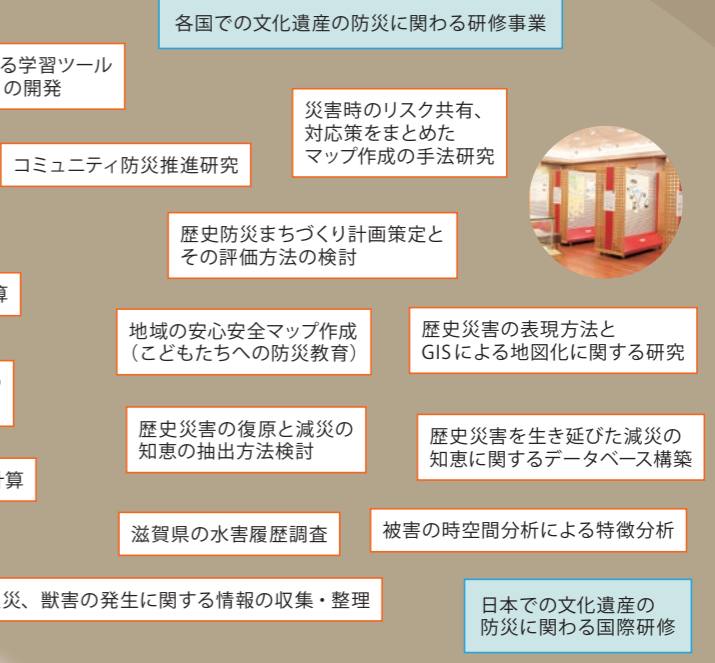 各国での文化遺産の防災に関わる研修事業
る学習ツール
の開発
災害時のリスク共有、
対応策をまとめた
マップ作成の手法研究
コミュニティ防災推進研究
歴史防災まちづくり計画策定と
その評価方法の検討
算
地域の安心安全マップ作成
（こどもたちへの防災教育）
歴史災害の表現方法と
GISによる地図化に関する研究
歴史災害の復原と減災の
知恵の抽出方法検討
歴史災害を生き延びた減災の
知恵に関するデータベース構築
算
滋賀県の水害履歴調査
被害の時空間分析による特徴分析
災、獣害の発生に関する情報の収集・整理
日本での文化遺産の
防災に関わる国際研修